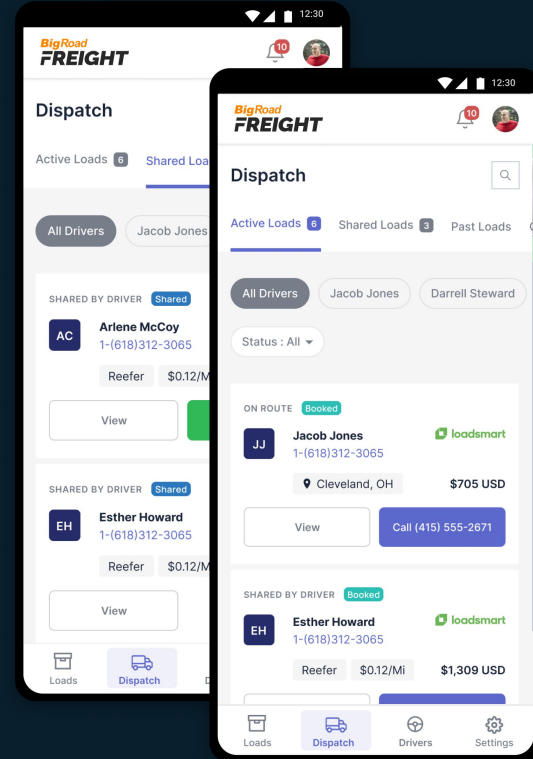 12:30
BigRoad
FREIGHT
10
Dispatch
Active Loads 6
Shared Loa
All Drivers
Jacob Jones
SHARED BY DRIVER Shared
AC
Arlene McCoy
1-(618)312-3065
Reefer $0.12/M
View
SHARED BY DRIVER Shared
EH
Esther Howard
1-(618)312-3065
Reefer $0.12/M
View
Loads
Dispatch
D
12:30
BigRoad
FREIGHT
10
Dispatch
Active Loads 6
Shared Loads 3
Past Loads
All Drivers
Jacob Jones
Darrell Steward
Status : All
ON ROUTE Booked
JJ
Jacob Jones
loadsmart
1-(618)312-3065
Cleveland, OH
$705 USD
View
Call (415) 555-2671
SHARED BY DRIVER Booked
EH
Esther Howard
loadsmart
1-(618)312-3065
Reefer $0.12/Mi
$1,309 USD
Loads
Dispatch
Drivers
Settings